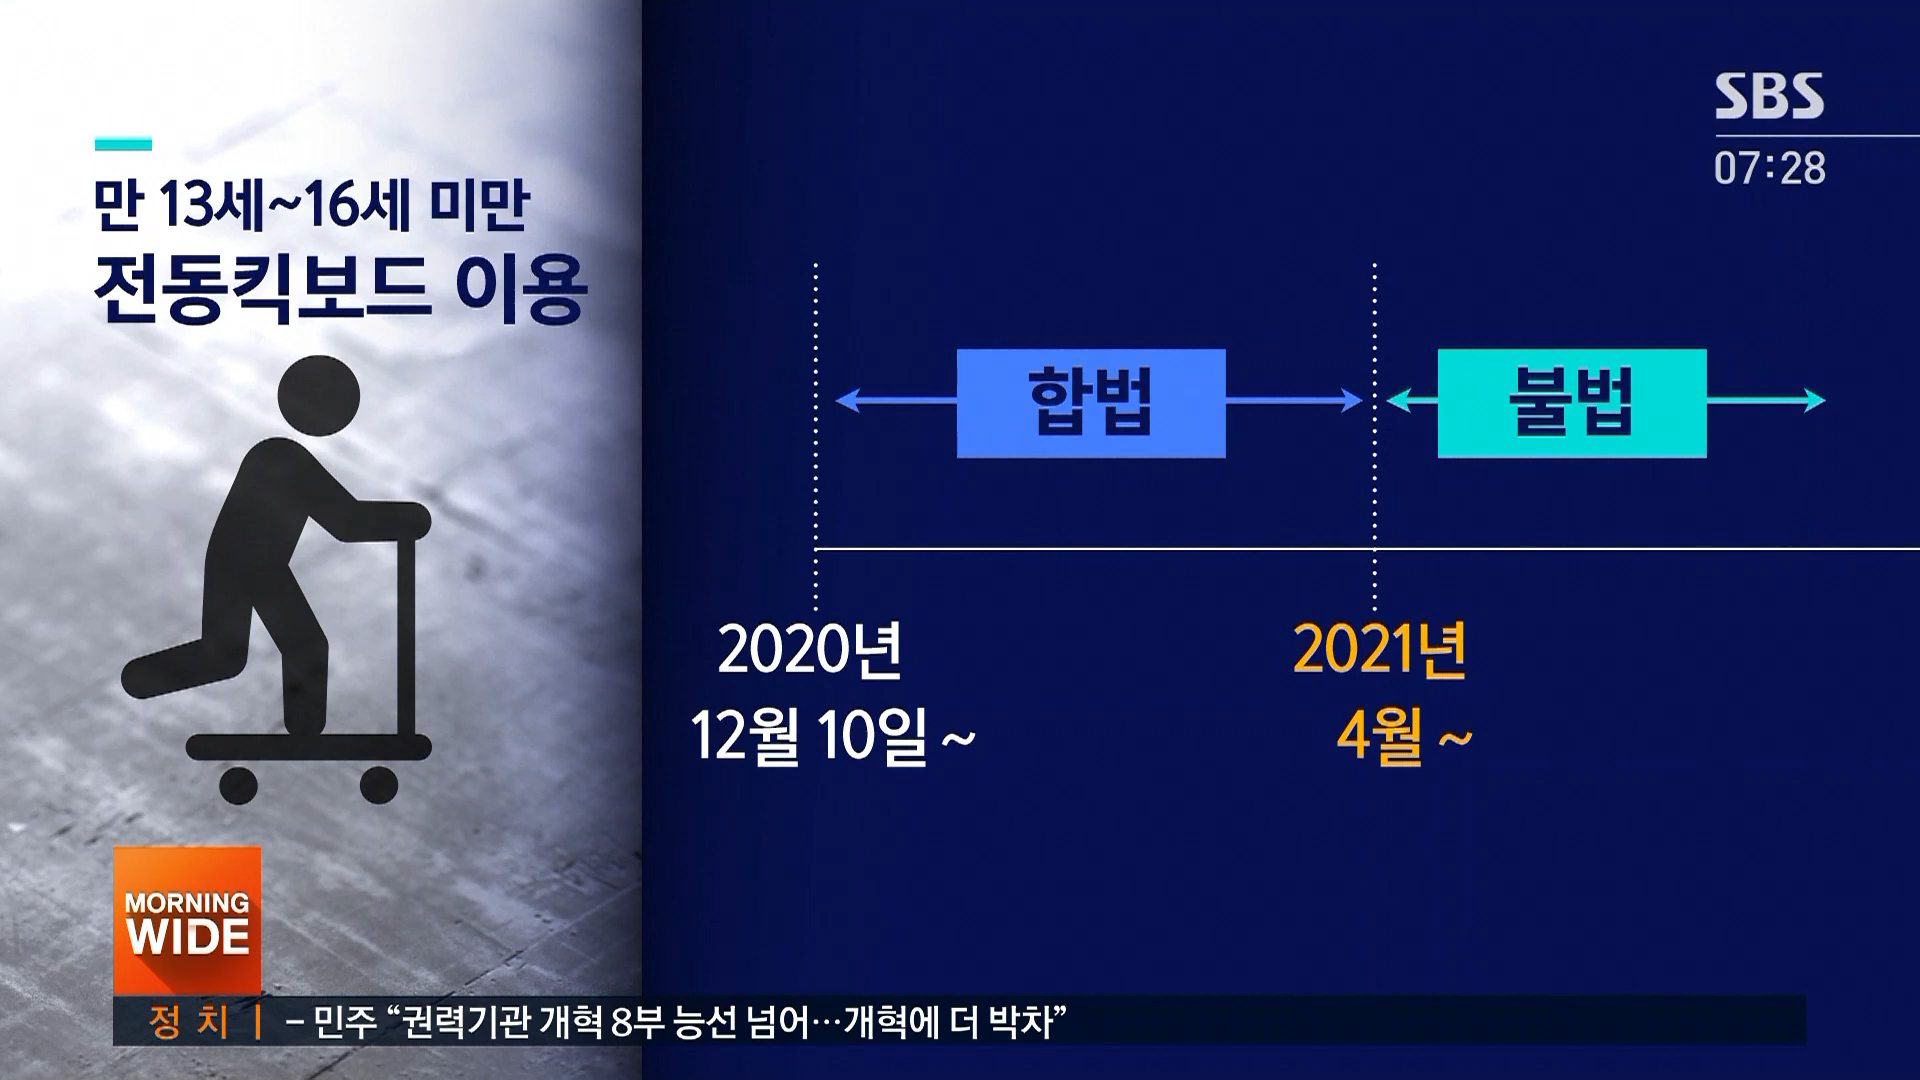 만 13세~16세 미만
전동킥보드 이용
SBS
07:28
합법
불법
2020년
12월 10일 ~
2021년
4월 ~
MORNING
WIDE
정 치 | - 민주 “권력기관 개혁 8부 능선 넘어…개혁에 더 박차”